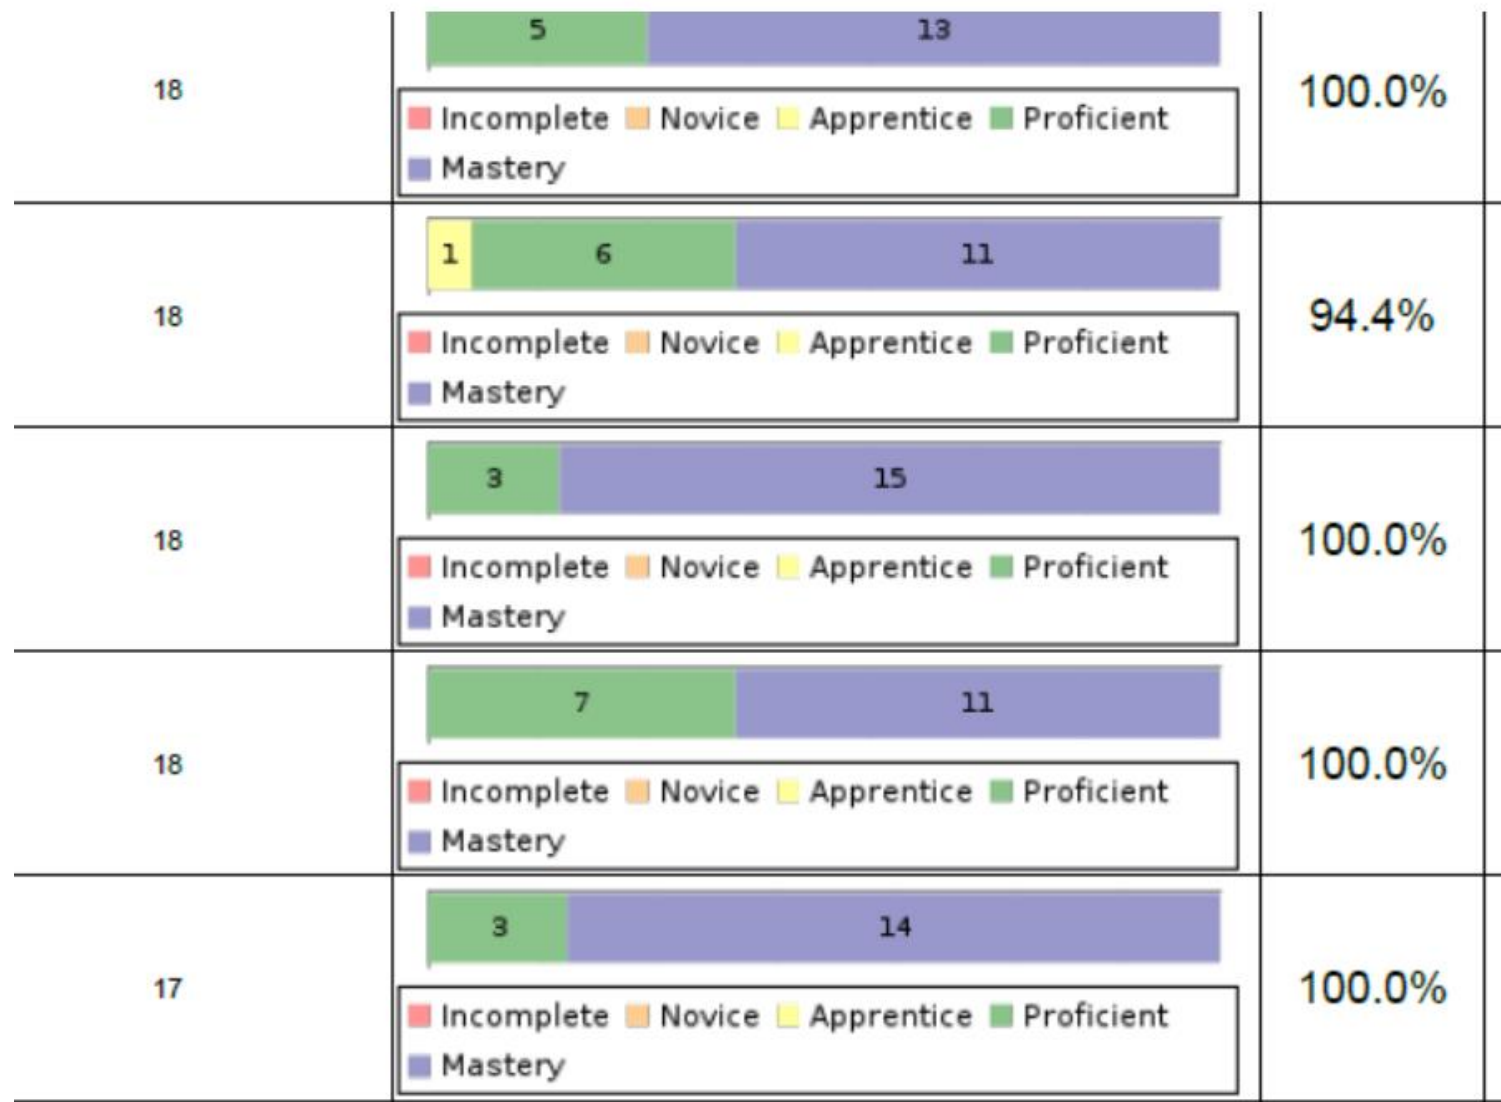 5 13
18 100.0%
Incomplete Novice Apprentice Proficient
Mastery
1 6 11
18 94.4%
Incomplete Novice Apprentice Proficient
Mastery
3 15
18 100.0%
Incomplete Novice Apprentice Proficient
Mastery
7 11
18 100.0%
Incomplete Novice Apprentice Proficient
Mastery
3 14
17 100.0%
Incomplete Novice Apprentice Proficient
Mastery